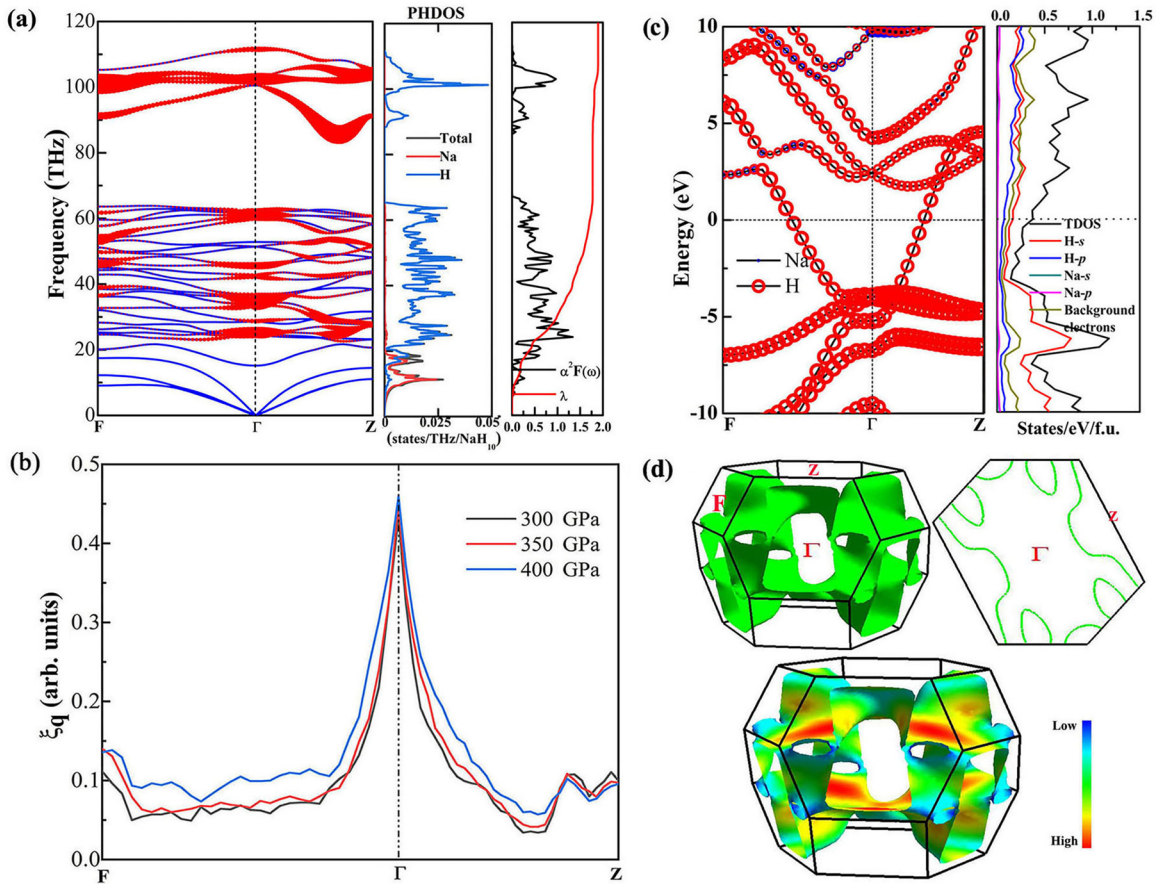 (a)
PHDOS
120
100
80
60
40
20
0
Frequency (THz)
F
Γ
Z
Total
Na
H
0
0.025
0.05
(states/THz/NaH10)
α²F(ω)
λ
0.0
0.5
1.0
1.5
2.0
(c)
10
5
0
-5
-10
Energy (eV)
Na
H
F
Γ
Z
0
0.5
1.0
1.5
TDOS
H-s
H-p
Na-s
Na-p
Background
electrons
States/eV/f.u.
(b)
0.5
0.4
0.3
0.2
0.1
0.0
ξq (arb. units)
300 GPa
350 GPa
400 GPa
F
Γ
Z
(d)
Z
F
Γ
Γ
Z
Low
High